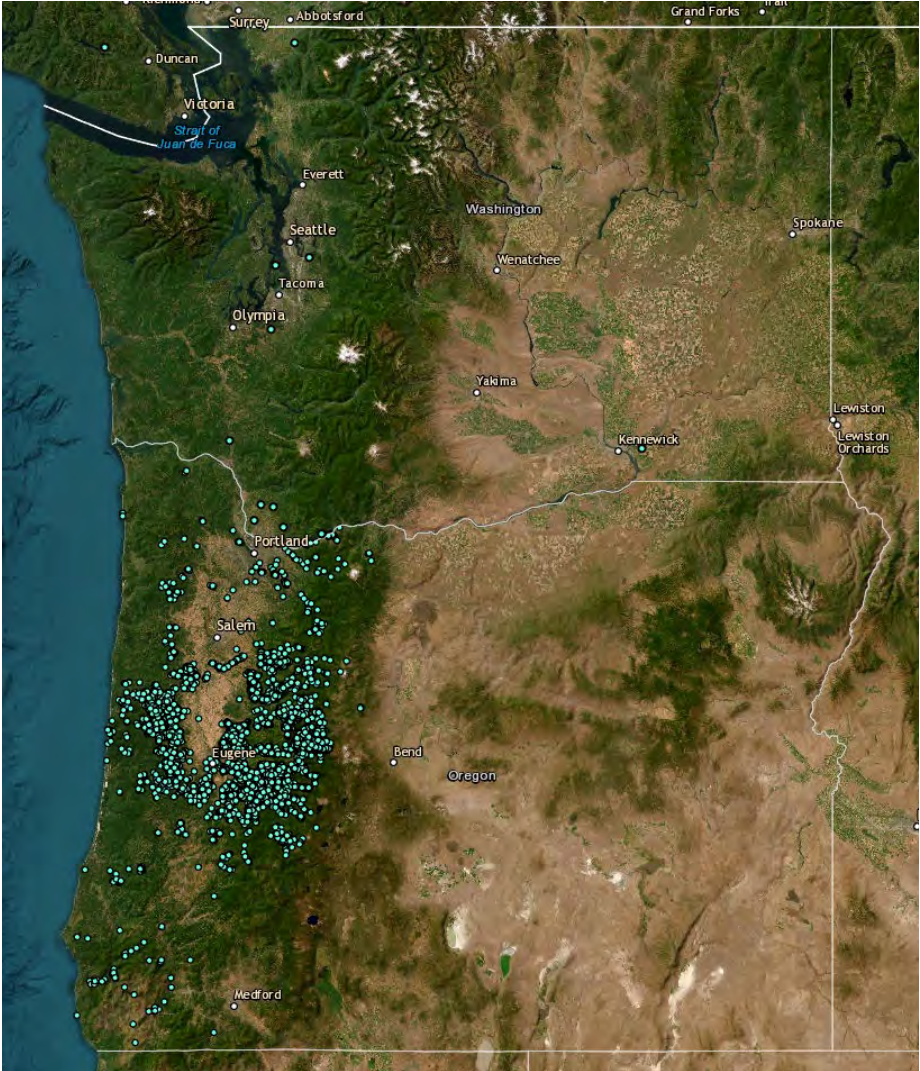 Surrey
Abbotsford
Grand Forks
Duncan
Victoria
Strait of
Juan de Fuca
Everett
Washington
Spokane
Seattle
Wenatchee
Tacoma
Olympia
Yakima
Lewiston
Kennewick
Lewiston
Orchards
Portland
Salem
Eugene
Bend
Oregon
Medford